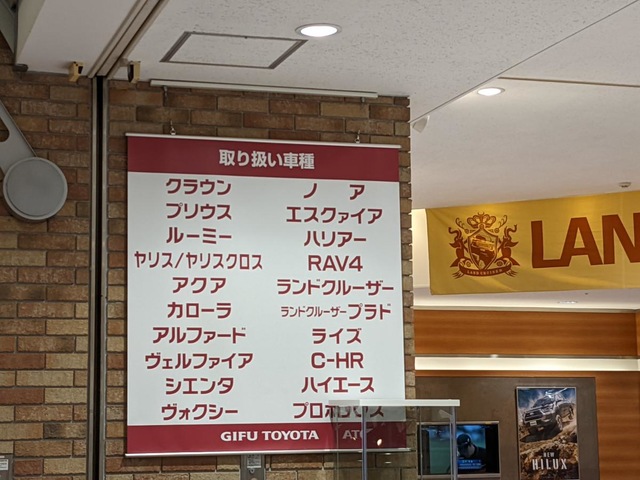 取り扱い車種
クラウン
プリウス
ルーミー
ヤリス/ヤリスクロス
アクア
カローラ
アルファード
ヴェルファイア
シエンタ
ヴォクシー
ノア
エスクァイア
ハリアー
RAV4
ランドクルーザー
ランドクルーザープラド
ライズ
C-HR
ハイエース
プロボックス
GIFU TOYOTA
LAN
NEW
HILUX